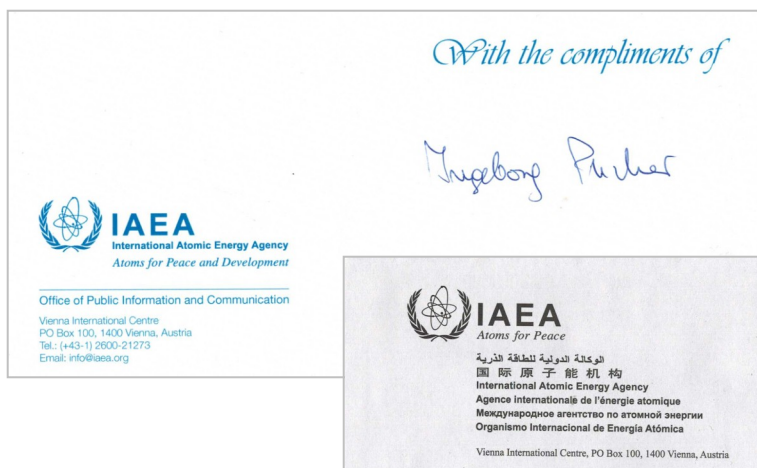 With the compliments of
Ingeborg Pucher
IAEA
International Atomic Energy Agency
Atoms for Peace and Development
Office of Public Information and Communication
Vienna International Centre
PO Box 100, 1400 Vienna, Austria
Tel.: (+43-1) 2600-21273
Email: info@iaea.org
IAEA
Atoms for Peace
الوكالة الدولية للطاقة الذرية
国际原子能机构
International Atomic Energy Agency
Agence internationale de l'énergie atomique
Международное агентство по атомной энергии
Organismo Internacional de Energía Atómica
Vienna International Centre, PO Box 100, 1400 Vienna, Austria